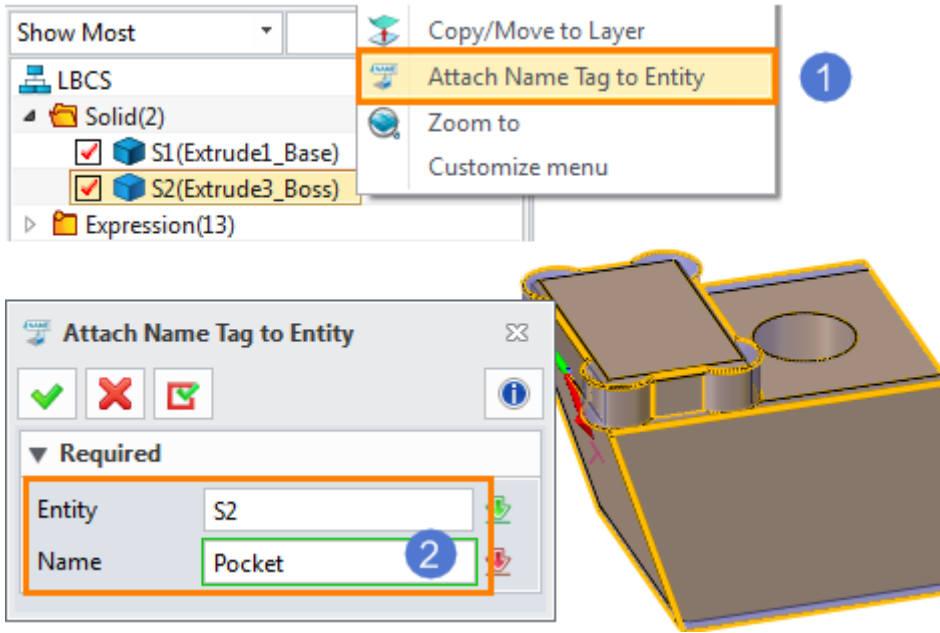 Show Most
LBCS
Solid(2)
S1(Extrude1_Base)
S2(Extrude3_Boss)
Expression(13)
Copy/Move to Layer
Attach Name Tag to Entity
1
Zoom to
Customize menu
Attach Name Tag to Entity
Required
Entity S2
Name Pocket 2